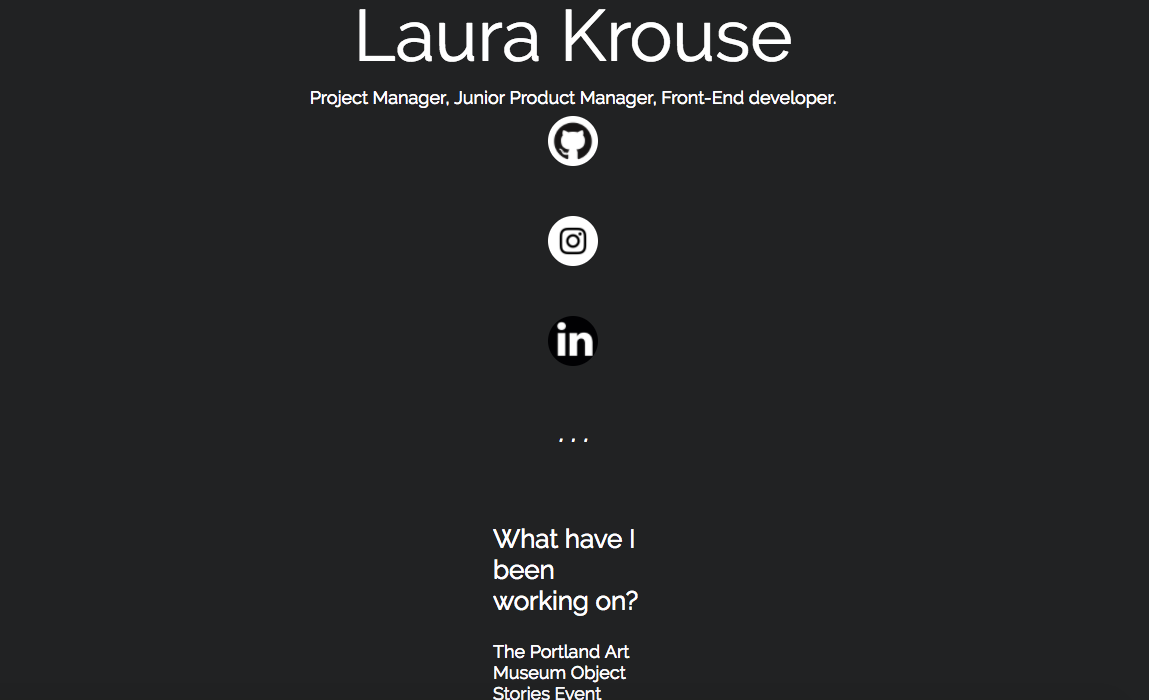 Laura Krouse
Project Manager, Junior Product Manager, Front-End developer.
in
...
What have I
been
working on?
The Portland Art
Museum Object
Stories Event